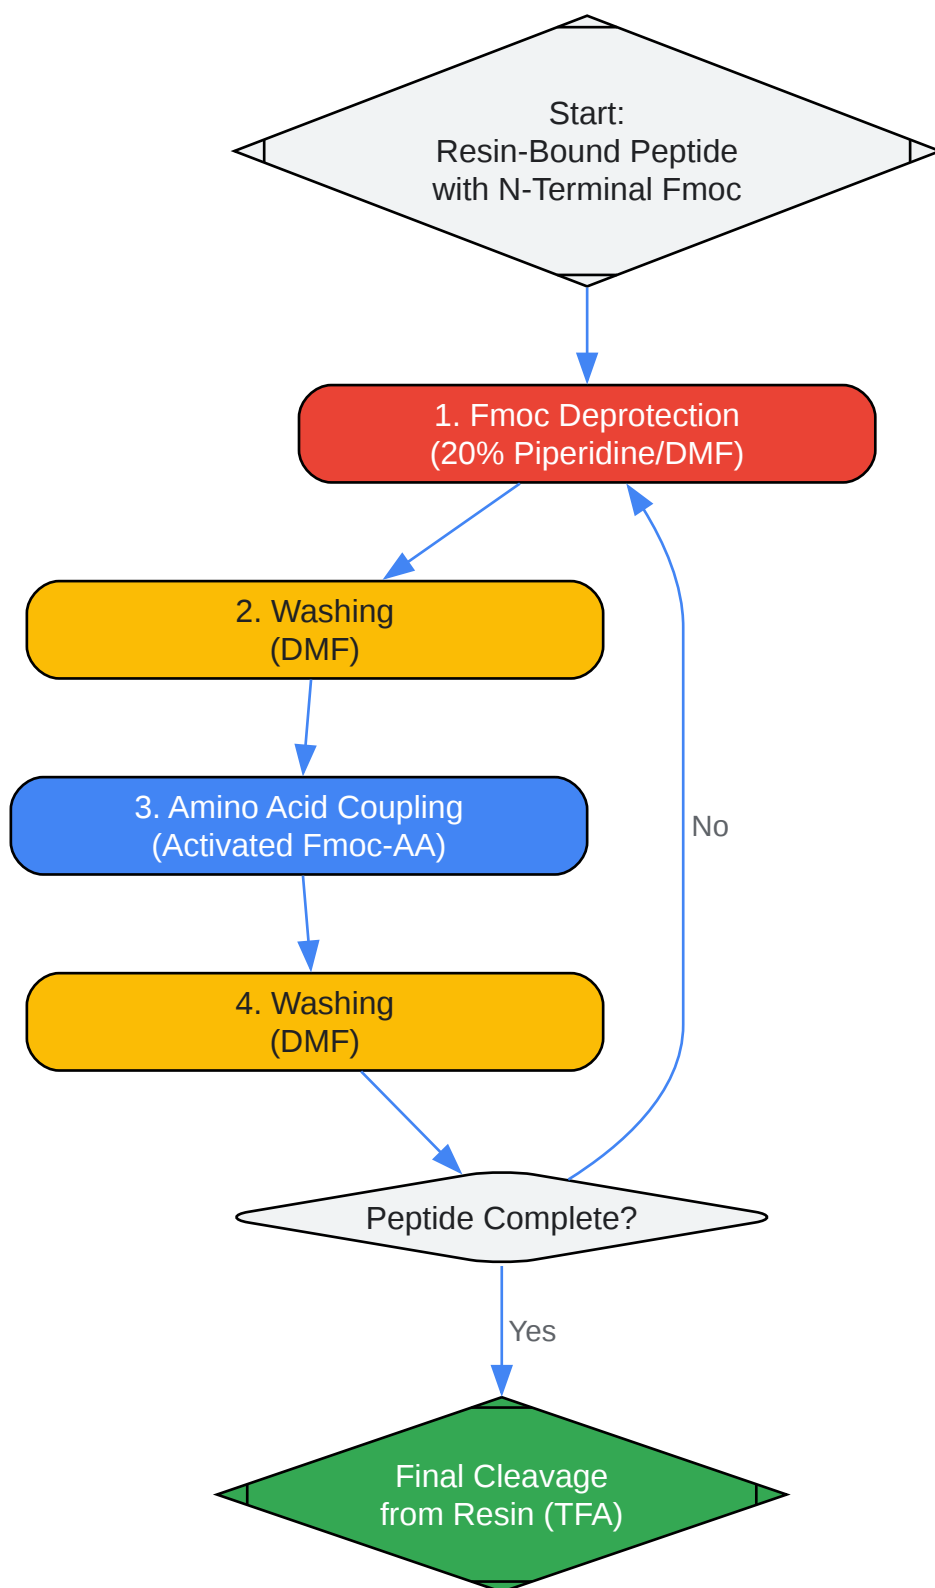 Start:
Resin-Bound Peptide
with N-Terminal Fmoc
1. Fmoc Deprotection
(20% Piperidine/DMF)
2. Washing
(DMF)
3. Amino Acid Coupling
(Activated Fmoc-AA)
No
4. Washing
(DMF)
Peptide Complete?
Yes
Final Cleavage
from Resin (TFA)